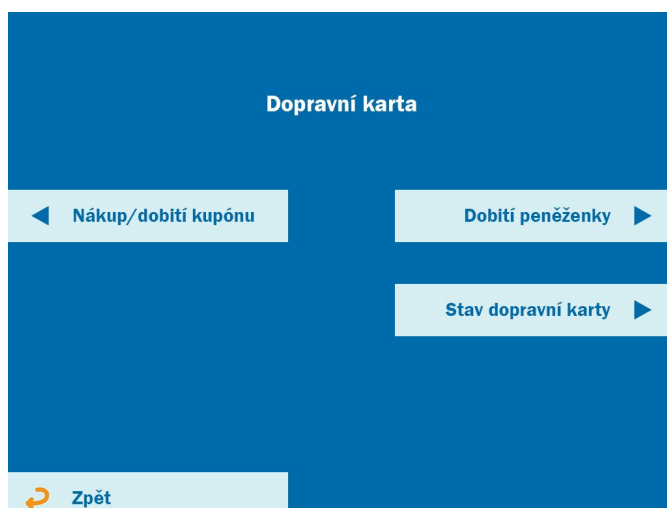 Dopravní karta
Nákup/dobití kupónu
Dobití peněženky
Stav dopravní karty
Zpět